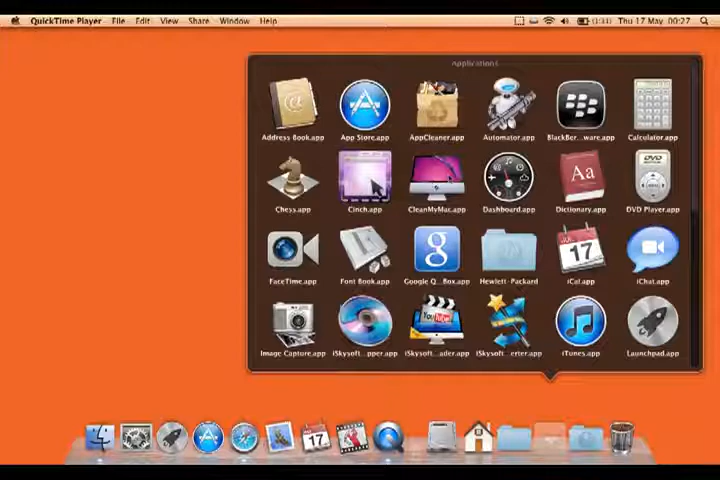 QuickTime Player File Edit View Share Window Help (1:31) Thu 17 May 00:27
Applications
Address Book.app App Store.app AppCleaner.app Automator.app BlackBer...ware.app Calculator.app
Chess.app Cinch.app CleanMyMac.app Dashboard.app Dictionary.app DVD Player.app
FaceTime.app Font Book.app Google Q...Box.app Hewlett-Packard iCal.app iChat.app
Image Capture.app iSkysoft...pper.app iSkysoft...ader.app iSkysoft...erter.app iTunes.app Launchpad.app